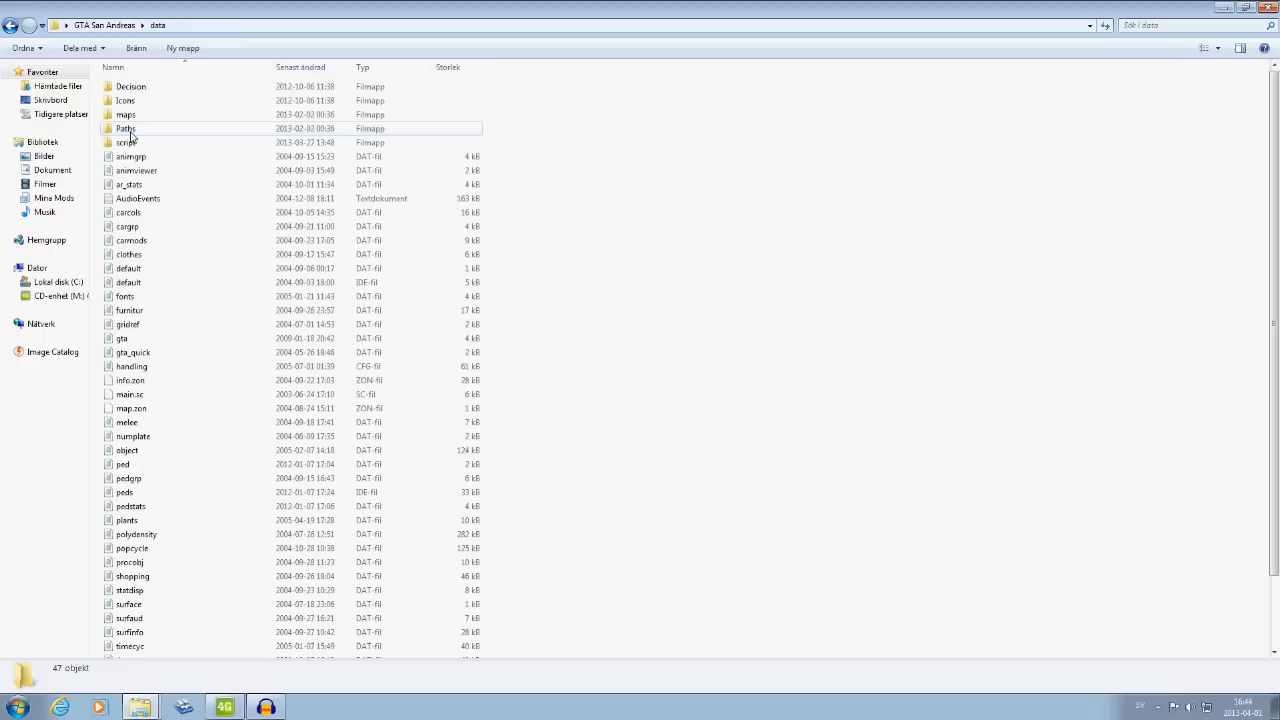 GTA San Andreas data Sök i data
Ordna Dela med Bränn Ny mapp
Namn Senast ändrad Typ Storlek
Favoriter
Hämtade filer
Skrivbord
Tidigare platser
Bibliotek
Bilder
Dokument
Filmer
Mina Mods
Musik
Hemgrupp
Dator
Lokal disk (C:)
CD-enhet (M:)
Nätverk
Image Catalog
Decision 2012-10-06 11:38 Filmapp
Icons 2012-10-06 11:38 Filmapp
maps 2013-02-02 00:36 Filmapp
Paths 2013-02-02 00:36 Filmapp
script 2013-03-27 13:48 Filmapp
animgrp 2004-09-15 15:23 DAT-fil 4 kB
animviewer 2004-09-03 15:49 DAT-fil 2 kB
ar_stats 2004-10-01 11:34 DAT-fil 4 kB
AudioEvents 2004-12-08 18:11 Textdokument 163 kB
carcols 2004-10-05 14:35 DAT-fil 16 kB
cargrp 2004-09-21 11:00 DAT-fil 4 kB
carmods 2004-09-23 17:05 DAT-fil 9 kB
clothes 2004-09-17 15:47 DAT-fil 6 kB
default 2004-09-06 00:17 DAT-fil 1 kB
default 2004-09-03 18:00 IDE-fil 5 kB
fonts 2005-01-21 11:43 DAT-fil 4 kB
furnitur 2004-09-26 23:57 DAT-fil 17 kB
gridref 2004-07-01 14:53 DAT-fil 2 kB
gta 2009-01-18 20:42 DAT-fil 4 kB
gta_quick 2004-05-26 18:46 DAT-fil 2 kB
handling 2005-07-01 01:39 CFG-fil 61 kB
info.zon 2004-09-22 17:03 ZON-fil 28 kB
main.sc 2003-06-24 17:10 SC-fil 6 kB
map.zon 2004-08-24 15:11 ZON-fil 1 kB
melee 2004-09-18 17:41 DAT-fil 7 kB
numplate 2004-06-09 17:35 DAT-fil 2 kB
object 2005-02-07 14:18 DAT-fil 124 kB
ped 2012-01-07 17:04 DAT-fil 2 kB
pedgrp 2004-09-15 16:43 DAT-fil 6 kB
peds 2012-01-07 17:24 IDE-fil 33 kB
pedstats 2012-01-07 17:06 DAT-fil 4 kB
plants 2005-04-19 17:28 DAT-fil 10 kB
polydensity 2004-07-26 12:51 DAT-fil 282 kB
popcycle 2004-10-28 10:38 DAT-fil 125 kB
procobj 2004-09-28 11:23 DAT-fil 10 kB
shopping 2004-09-26 18:04 DAT-fil 46 kB
statdisp 2004-09-23 10:29 DAT-fil 8 kB
surface 2004-07-18 23:06 DAT-fil 1 kB
surfaud 2004-09-27 16:21 DAT-fil 7 kB
surfinfo 2004-09-27 10:42 DAT-fil 28 kB
timecyc 2005-01-07 15:49 DAT-fil 40 kB
47 objekt
4G
SV 16:44
2013-04-01